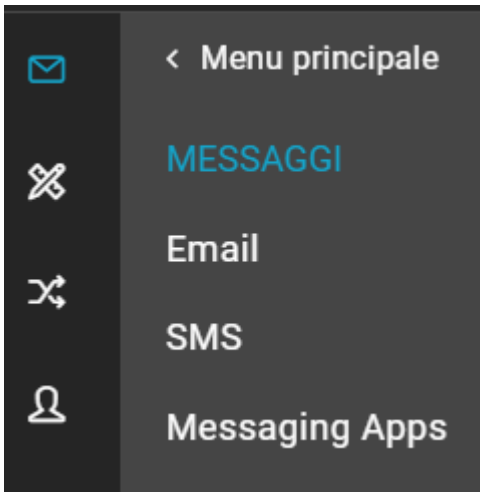 Menu principale
MESSAGGI
Email
SMS
Messaging Apps